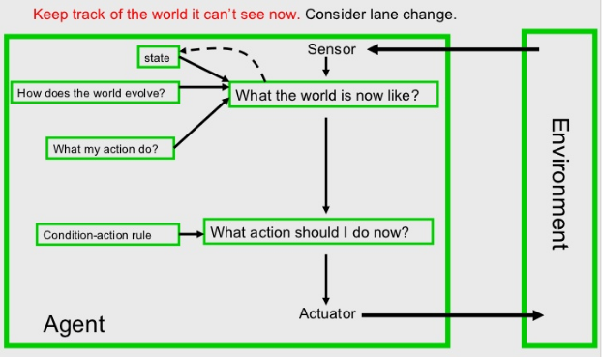 Keep track of the world it can't see now. Consider lane change.
Sensor
state
How does the world evolve?
What the world is now like?
What my action do?
Environment
Condition-action rule
What action should I do now?
Actuator
Agent